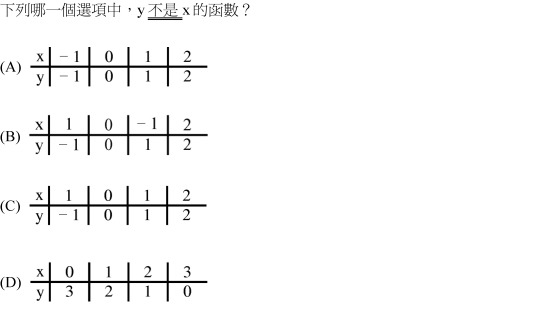 下列哪一個選項中，y 不是 x 的函數？
(A) x －1 0 1 2
y －1 0 1 2
(B) x 1 0 －1 2
y －1 0 1 2
(C) x 1 0 1 2
y －1 0 1 2
(D) x 0 1 2 3
y 3 2 1 0